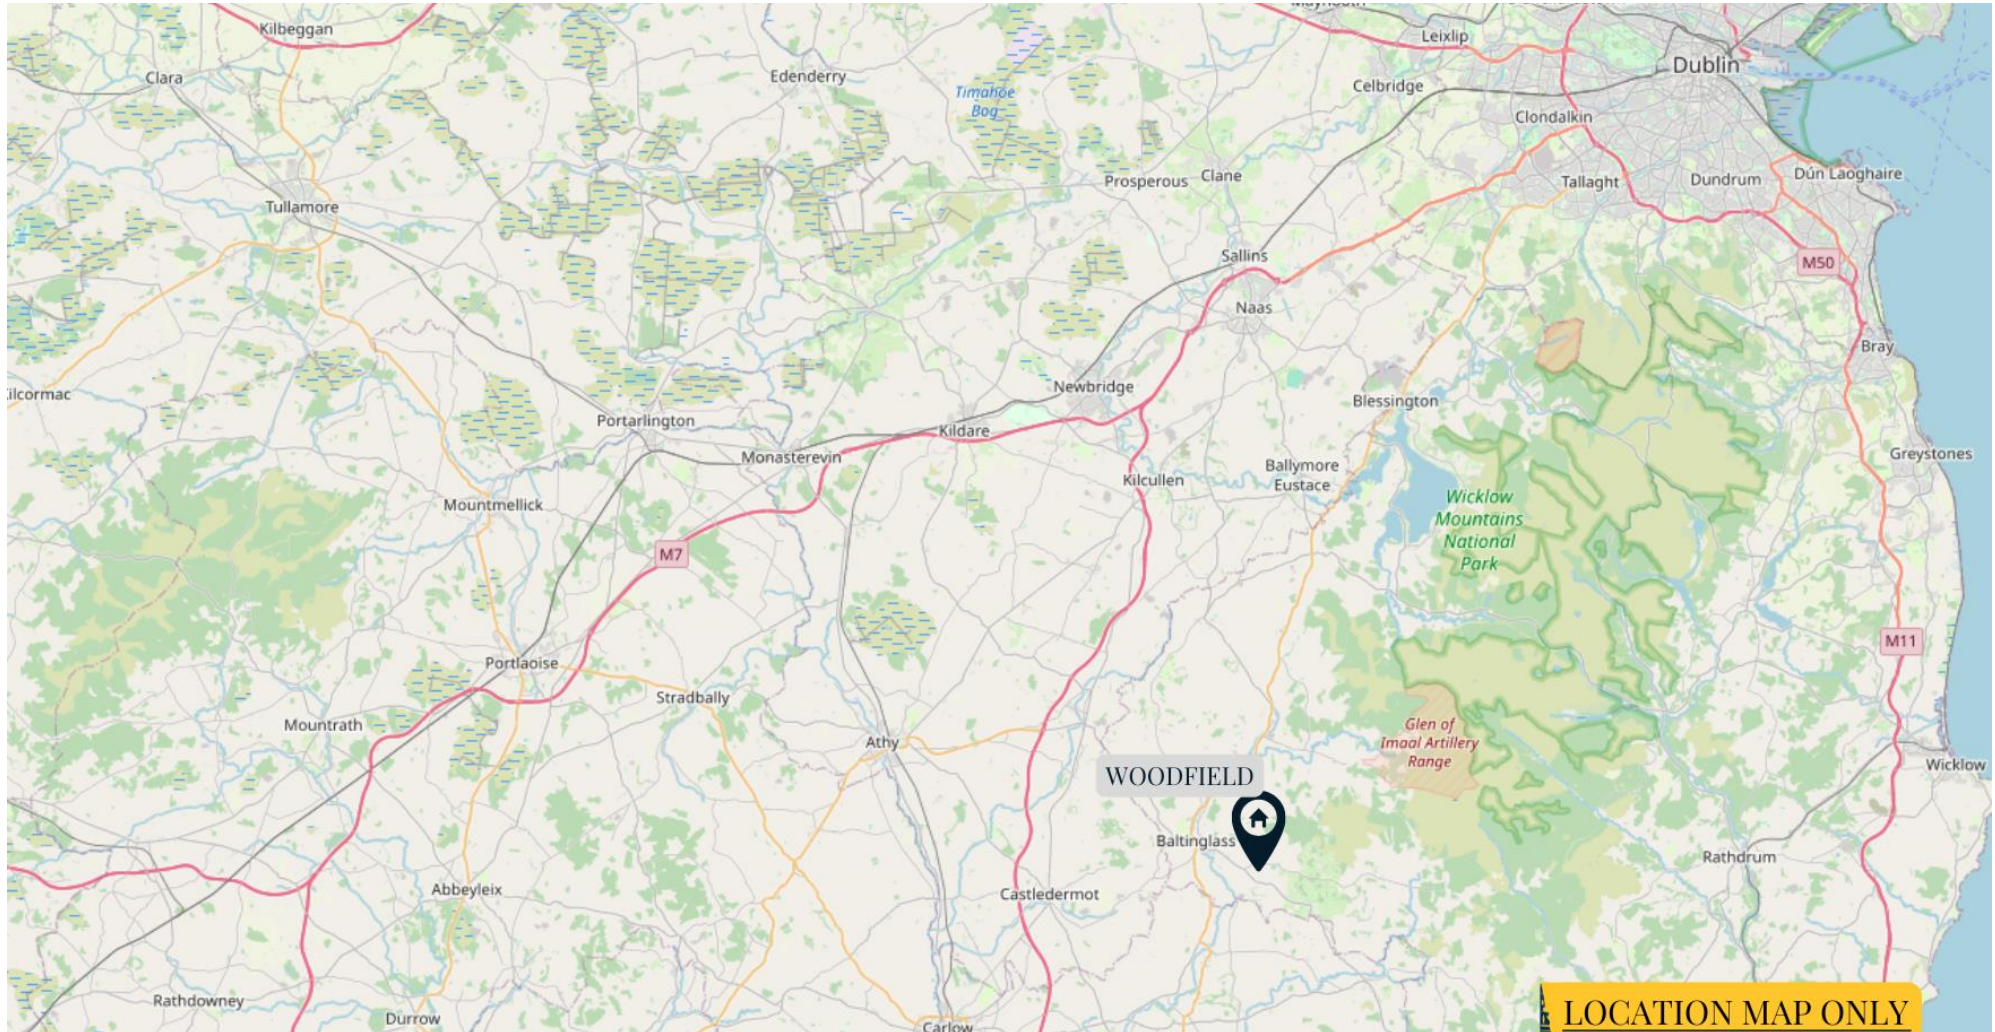 Kilbeggan
Leixlip
Dublin
Clara
Edenderry
Celbridge
Timahoe
Bog
Clondalkin
Prosperous
Clane
Tallaght
Dundrum
Dún Laoghaire
Tullamore
Sallins
M50
Naas
Bray
Newbridge
ilcormac
Blessington
Portarlington
Kildare
Monasterevin
Greystones
Ballymore
Eustace
Kilcullen
Mountmellick
Wicklow
Mountains
National
Park
M7
M11
Portlaoise
Stradbally
Mountrath
Glen of
Imaal Artillery
Range
Athy
WOODFIELD
Wicklow
Baltinglass
Rathdrum
Abbeyleix
Castledermot
Rathdowney
Durrow
Carlow
LOCATION MAP ONLY